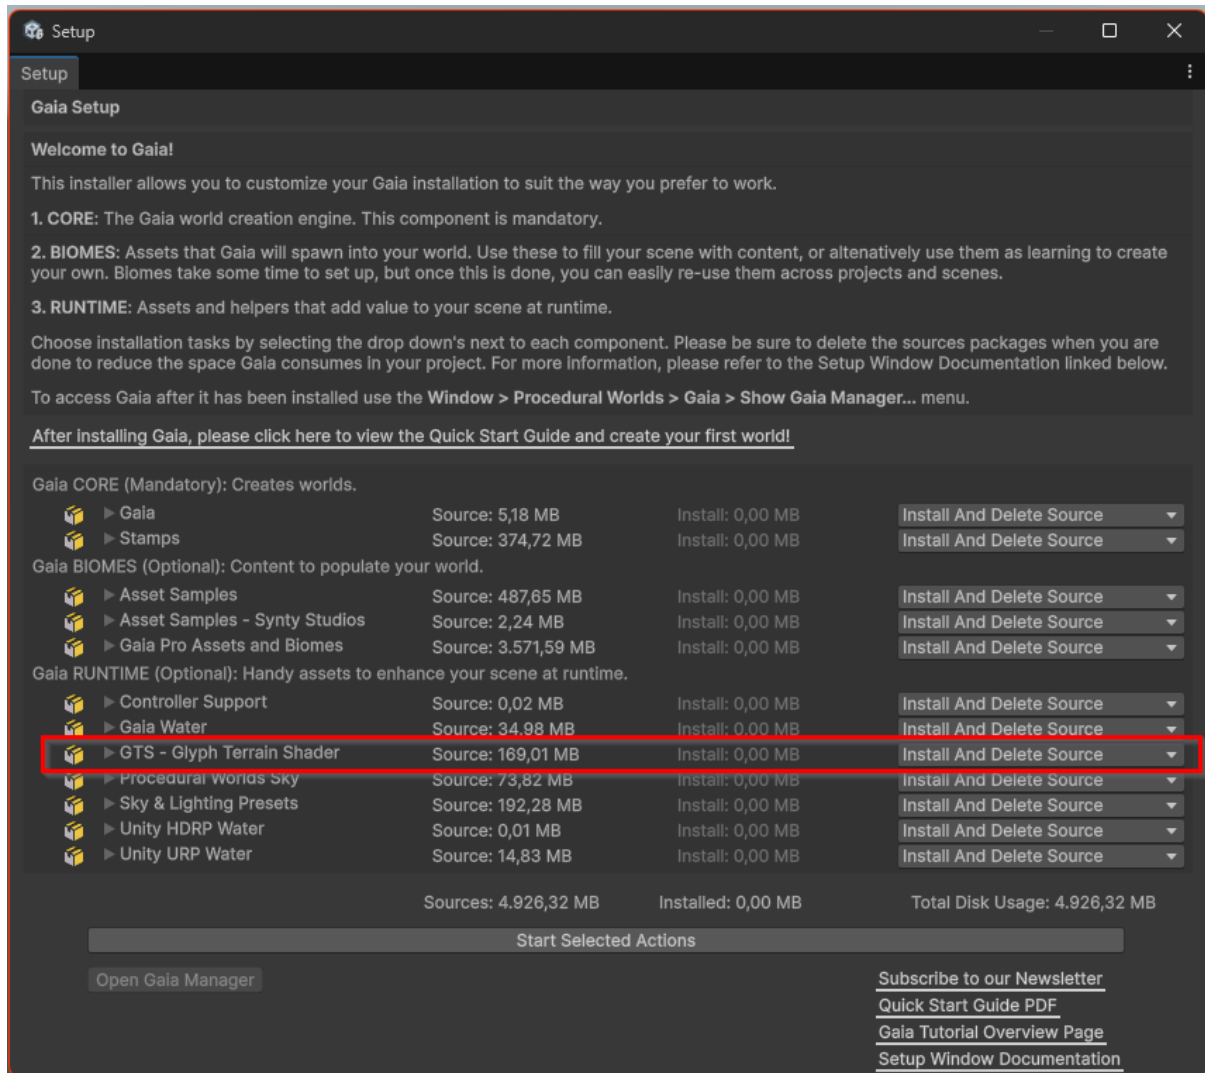 Setup
Setup
Gaia Setup
Welcome to Gaia!
This installer allows you to customize your Gaia installation to suit the way you prefer to work.
1. CORE: The Gaia world creation engine. This component is mandatory.
2. BIOMES: Assets that Gaia will spawn into your world. Use these to fill your scene with content, or altenatively use them as learning to create
your own. Biomes take some time to set up, but once this is done, you can easily re-use them across projects and scenes.
3. RUNTIME: Assets and helpers that add value to your scene at runtime.
Choose installation tasks by selecting the drop down's next to each component. Please be sure to delete the sources packages when you are
done to reduce the space Gaia consumes in your project. For more information, please refer to the Setup Window Documentation linked below.
To access Gaia after it has been installed use the Window > Procedural Worlds > Gaia > Show Gaia Manager... menu.
After installing Gaia, please click here to view the Quick Start Guide and create your first world!
Gaia CORE (Mandatory): Creates worlds.
Gaia Source: 5,18 MB Install: 0,00 MB Install And Delete Source
Stamps Source: 374,72 MB Install: 0,00 MB Install And Delete Source
Gaia BIOMES (Optional): Content to populate your world.
Asset Samples Source: 487,65 MB Install: 0,00 MB Install And Delete Source
Asset Samples - Synty Studios Source: 2,24 MB Install: 0,00 MB Install And Delete Source
Gaia Pro Assets and Biomes Source: 3.571,59 MB Install: 0,00 MB Install And Delete Source
Gaia RUNTIME (Optional): Handy assets to enhance your scene at runtime.
Controller Support Source: 0,02 MB Install: 0,00 MB Install And Delete Source
Gaia Water Source: 34,98 MB Install: 0,00 MB Install And Delete Source
GTS - Glyph Terrain Shader Source: 169,01 MB Install: 0,00 MB Install And Delete Source
Procedural Worlds Sky Source: 73,82 MB Install: 0,00 MB Install And Delete Source
Sky & Lighting Presets Source: 192,28 MB Install: 0,00 MB Install And Delete Source
Unity HDRP Water Source: 0,01 MB Install: 0,00 MB Install And Delete Source
Unity URP Water Source: 14,83 MB Install: 0,00 MB Install And Delete Source
Sources: 4.926,32 MB Installed: 0,00 MB Total Disk Usage: 4.926,32 MB
Start Selected Actions
Open Gaia Manager
Subscribe to our Newsletter
Quick Start Guide PDF
Gaia Tutorial Overview Page
Setup Window Documentation